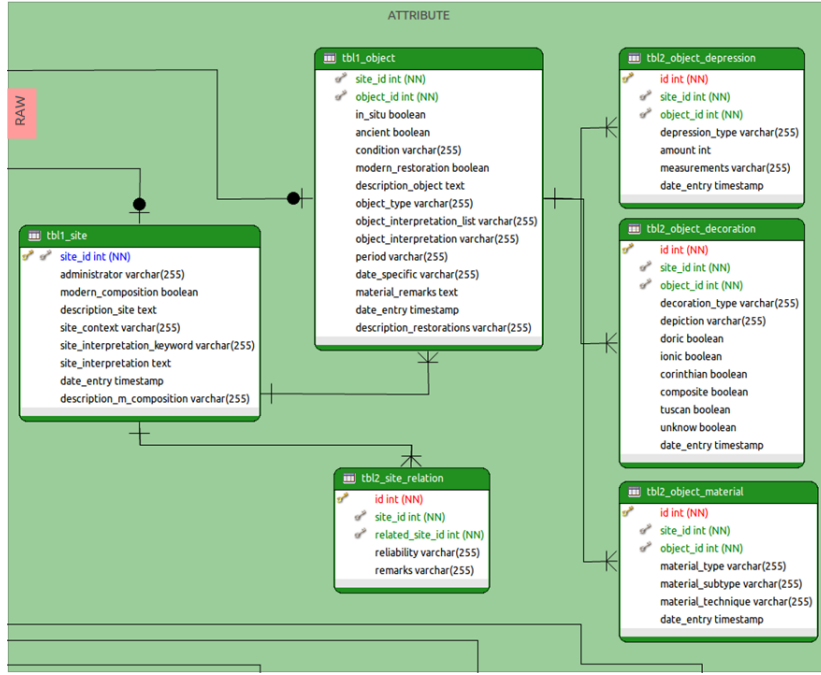 ATTRIBUTE
RAW
tbl1_object
site_id int (NN)
object_id int (NN)
in_situ boolean
ancient boolean
condition varchar(255)
modern_restoration boolean
description_object text
object_type varchar(255)
object_interpretation_list varchar(255)
object_interpretation varchar(255)
period varchar(255)
date_specific varchar(255)
material_remarks text
date_entry timestamp
description_restorations varchar(255)
tbl1_site
site_id int (NN)
administrator varchar(255)
modern_composition boolean
description_site text
site_context varchar(255)
site_interpretation_keyword varchar(255)
site_interpretation text
date_entry timestamp
description_m_composition varchar(255)
tbl2_site_relation
id int (NN)
site_id int (NN)
related_site_id int (NN)
reliability varchar(255)
remarks varchar(255)
tbl2_object_depression
id int (NN)
site_id int (NN)
object_id int (NN)
depression_type varchar(255)
amount int
measurements varchar(255)
date_entry timestamp
tbl2_object_decoration
id int (NN)
site_id int (NN)
object_id int (NN)
decoration_type varchar(255)
depiction varchar(255)
doric boolean
ionic boolean
corinthian boolean
composite boolean
tuscan boolean
unknow boolean
date_entry timestamp
tbl2_object_material
id int (NN)
site_id int (NN)
object_id int (NN)
material_type varchar(255)
material_subtype varchar(255)
material_technique varchar(255)
date_entry timestamp